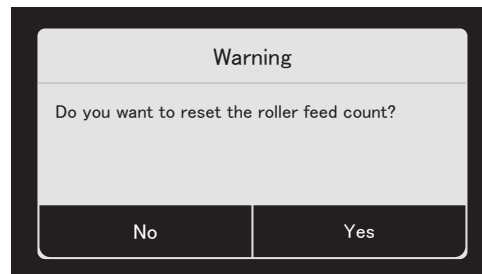 Warning
Do you want to reset the roller feed count?
No
Yes